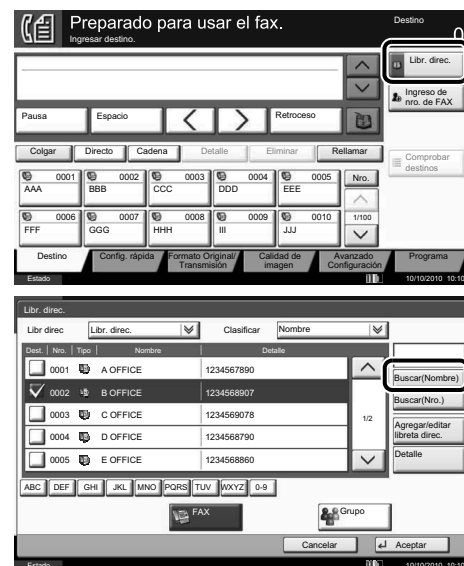 Preparado para usar el fax.
Ingresar destino.
Destino
0
Libr. direc.
Ingreso de
nro. de FAX
Pausa
Espacio
Retroceso
Colgar
Directo
Cadena
Detalle
Eliminar
Rellamar
Comprobar
destinos
0001
AAA
0002
BBB
0003
CCC
0004
DDD
0005
EEE
Nro.
0006
FFF
0007
GGG
0008
HHH
0009
III
0010
JJJ
1/100
Destino
Config. rápida
Formato Original/
Transmisión
Calidad de
imagen
Avanzado
Configuración
Programa
Estado
10/10/2010 10:10
Libr. direc.
Libr direc
Libr. direc.
Clasificar
Nombre
Dest.
Nro.
Tipo
Nombre
Detalle
0001
A OFFICE
1234567890
0002
B OFFICE
1234568907
0003
C OFFICE
1234569078
0004
D OFFICE
1234568790
0005
E OFFICE
1234568860
1/2
Buscar(Nombre)
Buscar(Nro.)
Agregar/editar
libreta direc.
Detalle
ABC
DEF
GHI
JKL
MNO
PQRS
TUV
WXYZ
0-9
FAX
Grupo
Cancelar
Aceptar
Estado
10/10/2010 10:10